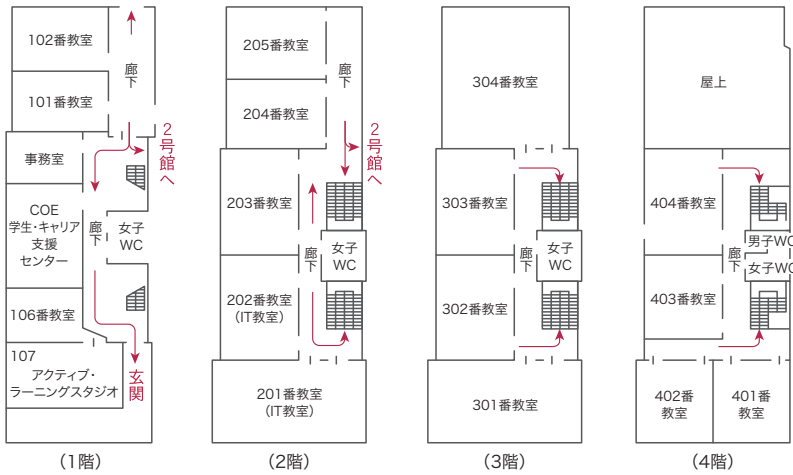 102番教室
廊下
101番教室
2号館へ
事務室
COE
学生・キャリア
支援
センター
廊下
女子
WC
106番教室
107
アクティブ・
ラーニングスタジオ
玄関
(1階)
205番教室
廊下
204番教室
2号館へ
203番教室
女子
WC
廊下
202番教室
(IT教室)
201番教室
(IT教室)
(2階)
304番教室
303番教室
女子
WC
廊下
302番教室
301番教室
(3階)
屋上
404番教室
男子WC
廊下
女子WC
403番教室
402番
教室
401番
教室
(4階)